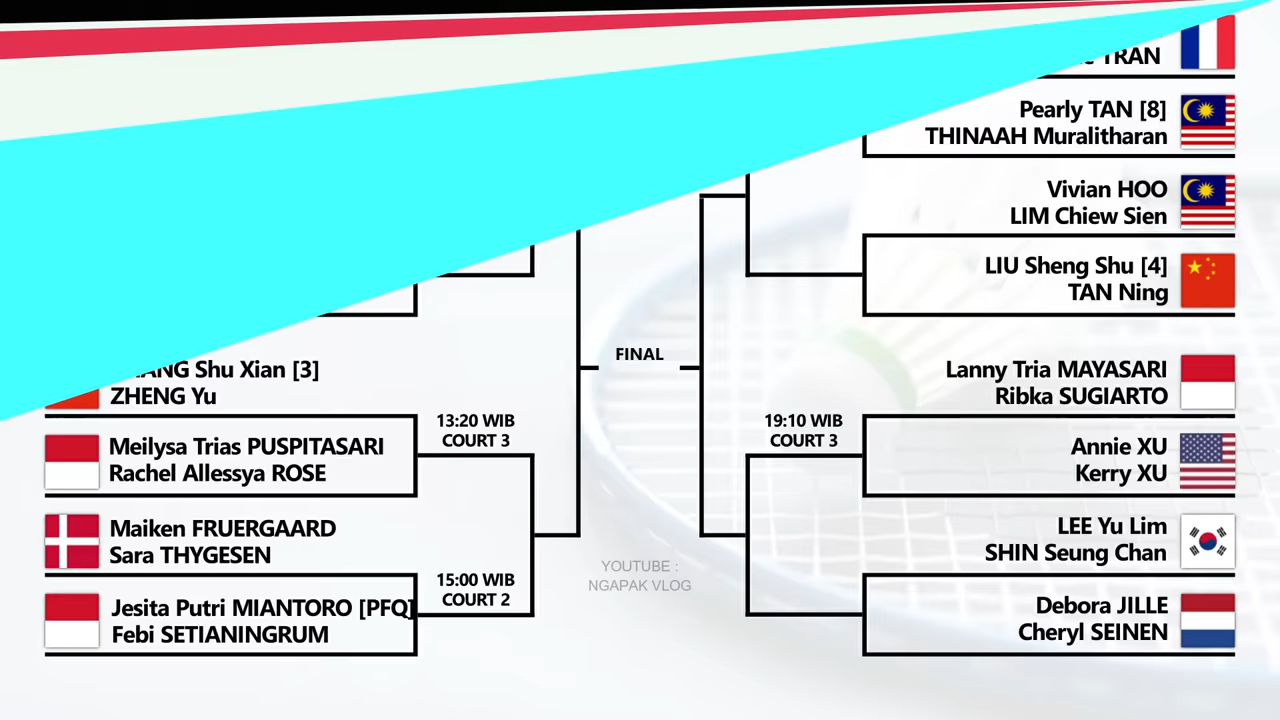 TRAN
Pearly TAN [8]
THINAAH Muralitharan
Vivian HOO
LIM Chiew Sien
LIU Sheng Shu [4]
TAN Ning
Shu Xian [3]
ZHENG Yu
13:20 WIB
COURT 3
Meilysa Trias PUSPITASARI
Rachel Allessya ROSE
Maiken FRUERGAARD
Sara THYGESEN
15:00 WIB
COURT 2
Jesita Putri MIANTORO [PFQ]
Febi SETIANINGRUM
FINAL
YOUTUBE :
NGAPAK VLOG
Lanny Tria MAYASARI
Ribka SUGIARTO
19:10 WIB
COURT 3
Annie XU
Kerry XU
LEE Yu Lim
SHIN Seung Chan
Debora JILLE
Cheryl SEINEN